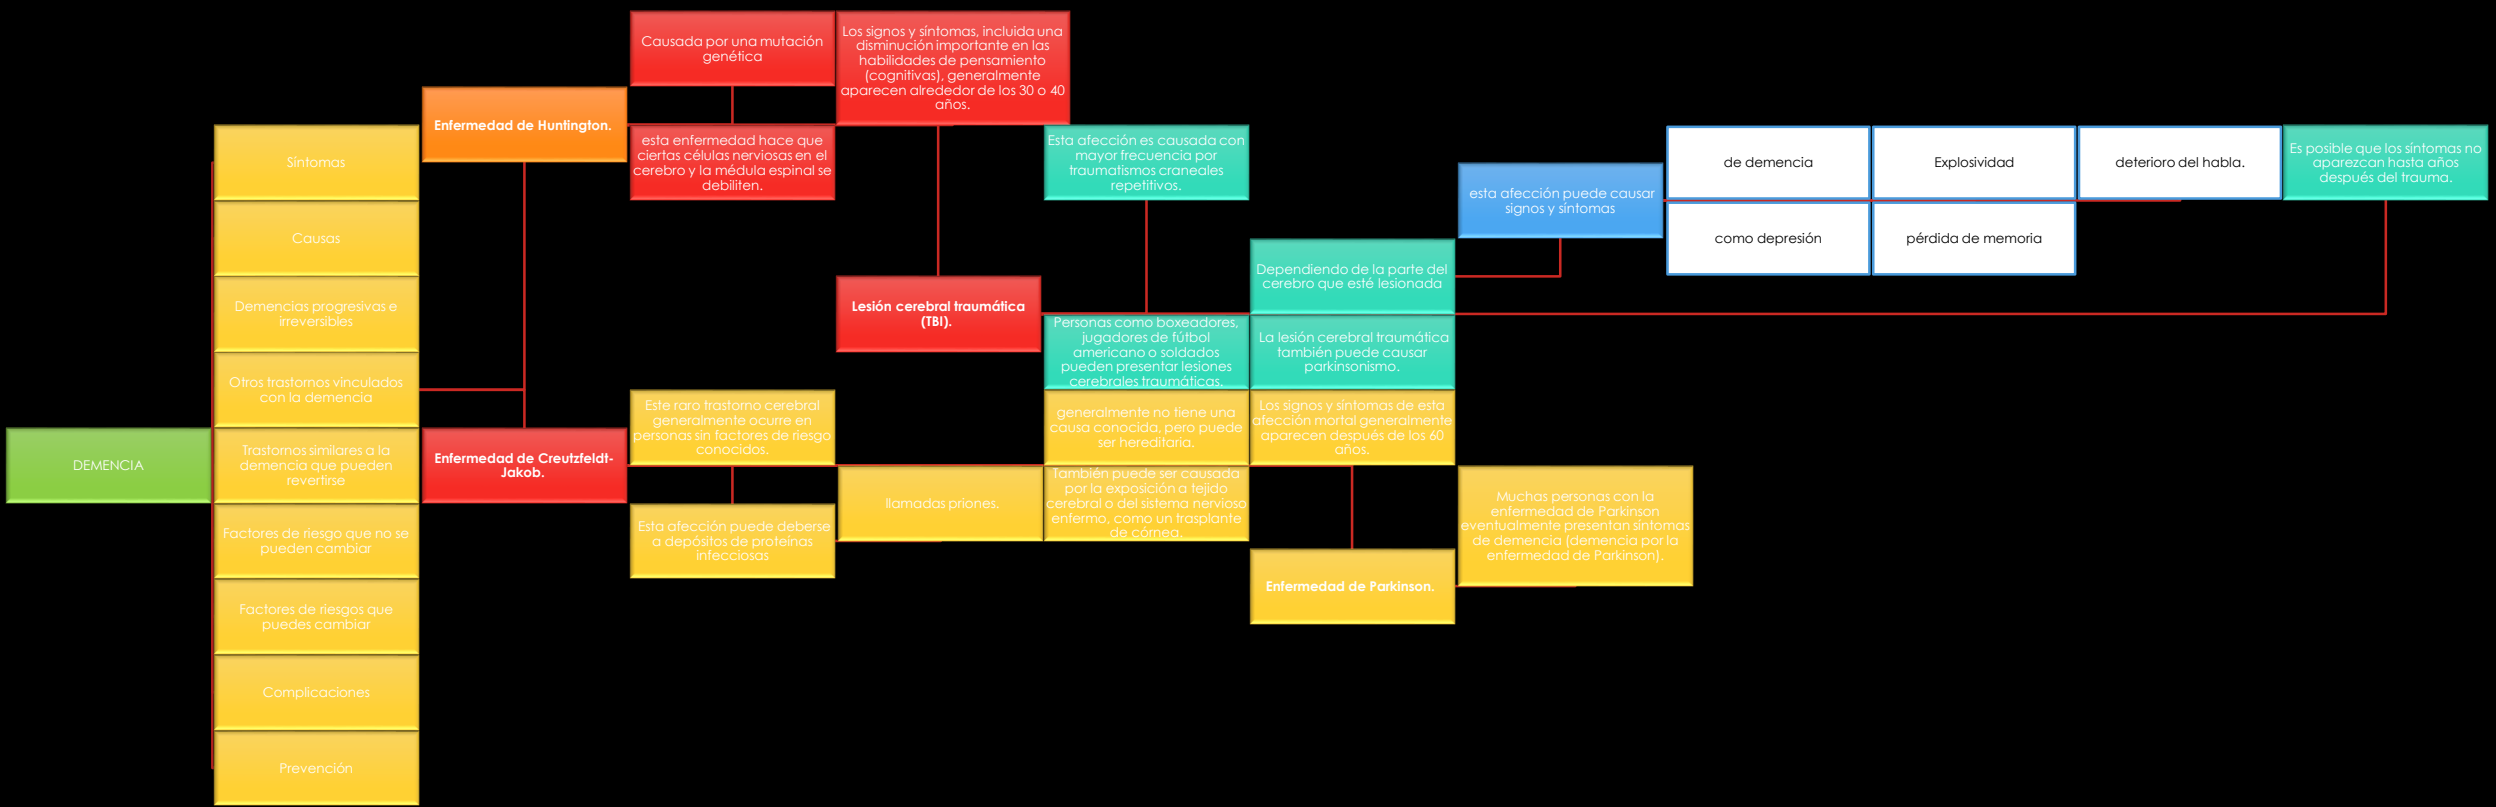 DEMENCIA
Síntomas
Causas
Demencias progresivas e
irreversibles
Otros trastornos vinculados
con la demencia
Trastornos similares a la
demencia que pueden
revertirse
Factores de riesgo que no se
pueden cambiar
Factores de riesgos que
puedes cambiar
Complicaciones
Prevención
Enfermedad de Huntington.
Causada por una mutación
genética
esta enfermedad hace que
ciertas células nerviosas en el
cerebro y la médula espinal se
debiliten.
Los signos y síntomas, incluida una
disminución importante en las
habilidades de pensamiento
(cognitivas), generalmente
aparecen alrededor de los 30 o 40
años.
Lesión cerebral traumática
(TBI).
Esta afección es causada con
mayor frecuencia por
traumatismos craneales
repetitivos.
Personas como boxeadores,
jugadores de fútbol
americano o soldados
pueden presentar lesiones
cerebrales traumáticas.
Dependiendo de la parte del
cerebro que esté lesionada
esta afección puede causar
signos y síntomas
de demencia
como depresión
Explosividad
pérdida de memoria
deterioro del habla.
La lesión cerebral traumática
también puede causar
parkinsonismo.
Es posible que los síntomas no
aparezcan hasta años
después del trauma.
Enfermedad de Creutzfeldt-
Jakob.
Este raro trastorno cerebral
generalmente ocurre en
personas sin factores de riesgo
conocidos.
Esta afección puede deberse
a depósitos de proteínas
infecciosas
llamadas priones.
generalmente no tiene una
causa conocida, pero puede
ser hereditaria.
También puede ser causada
por la exposición a tejido
cerebral o del sistema nervioso
enfermo, como un trasplante
de córnea.
Los signos y síntomas de esta
afección mortal generalmente
aparecen después de los 60
años.
Enfermedad de Parkinson.
Muchas personas con la
enfermedad de Parkinson
eventualmente presentan síntomas
de demencia (demencia por la
enfermedad de Parkinson).